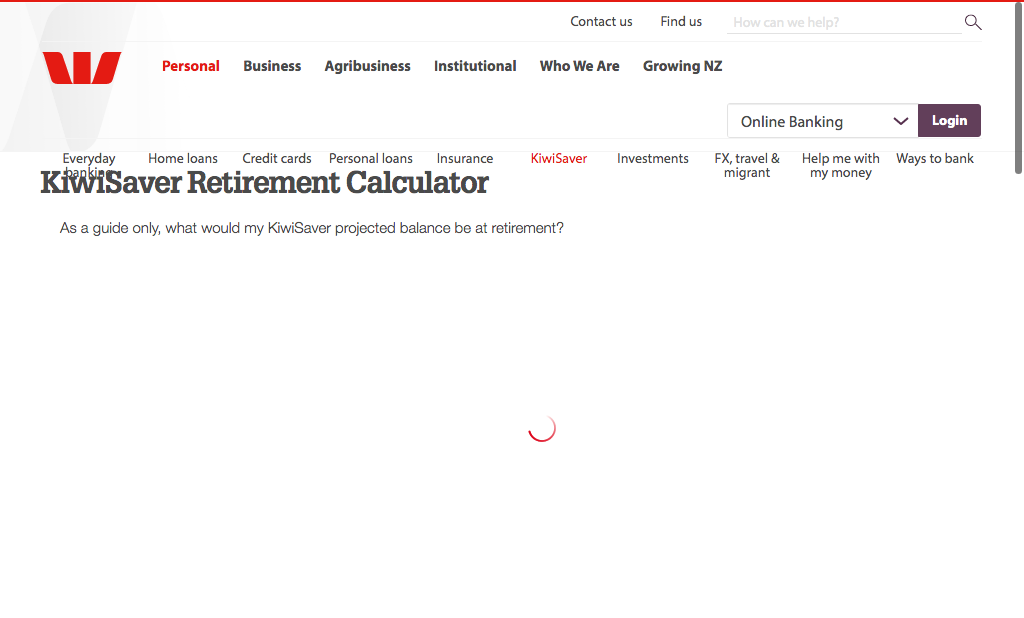 Contact us
Find us
How can we help?
Personal
Business
Agribusiness
Institutional
Who We Are
Growing NZ
Online Banking
Login
Everyday
banking
Home loans
Credit cards
Personal loans
Insurance
KiwiSaver
Investments
FX, travel &
migrant
Help me with
my money
Ways to bank
KiwiSaver Retirement Calculator
As a guide only, what would my KiwiSaver projected balance be at retirement?